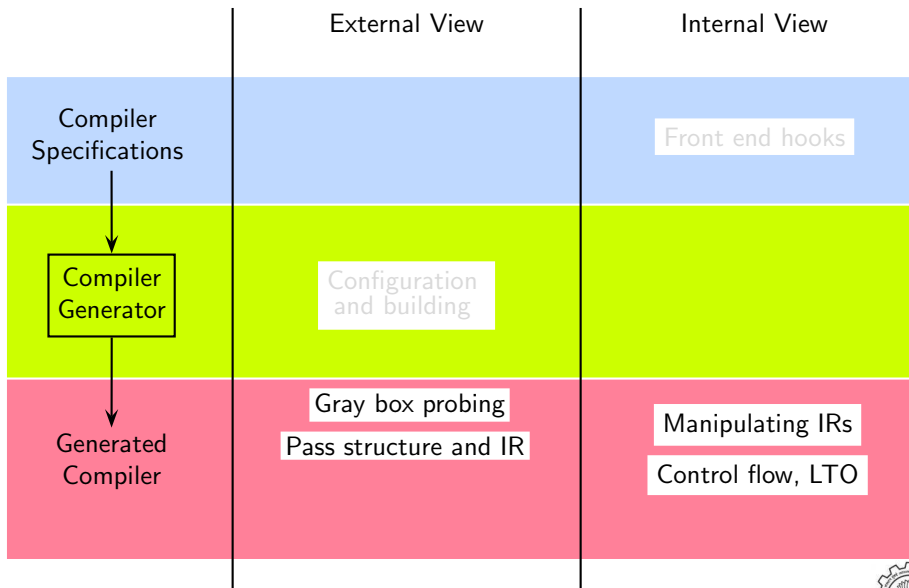 External View
Internal View
Compiler
Specifications
Front end hooks
Compiler
Generator
Configuration
and building
Generated
Compiler
Gray box probing
Pass structure and IR
Manipulating IRs
Control flow, LTO